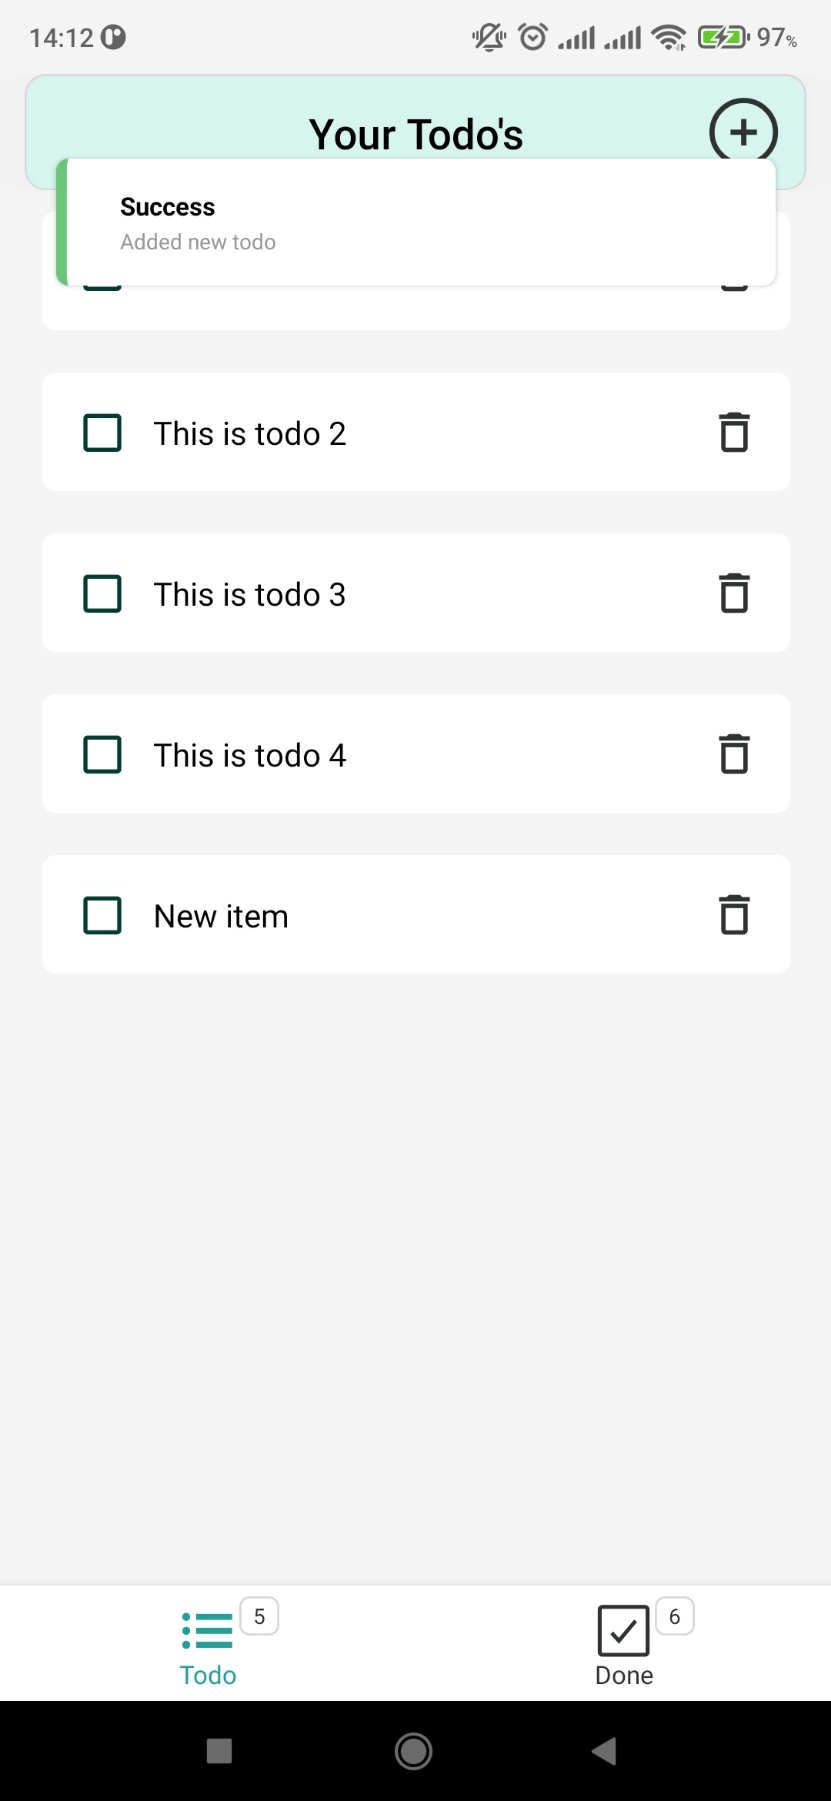 14:12 97%
Your Todo's
Success
Added new todo
This is todo 2
This is todo 3
This is todo 4
New item
5
6
Todo
Done